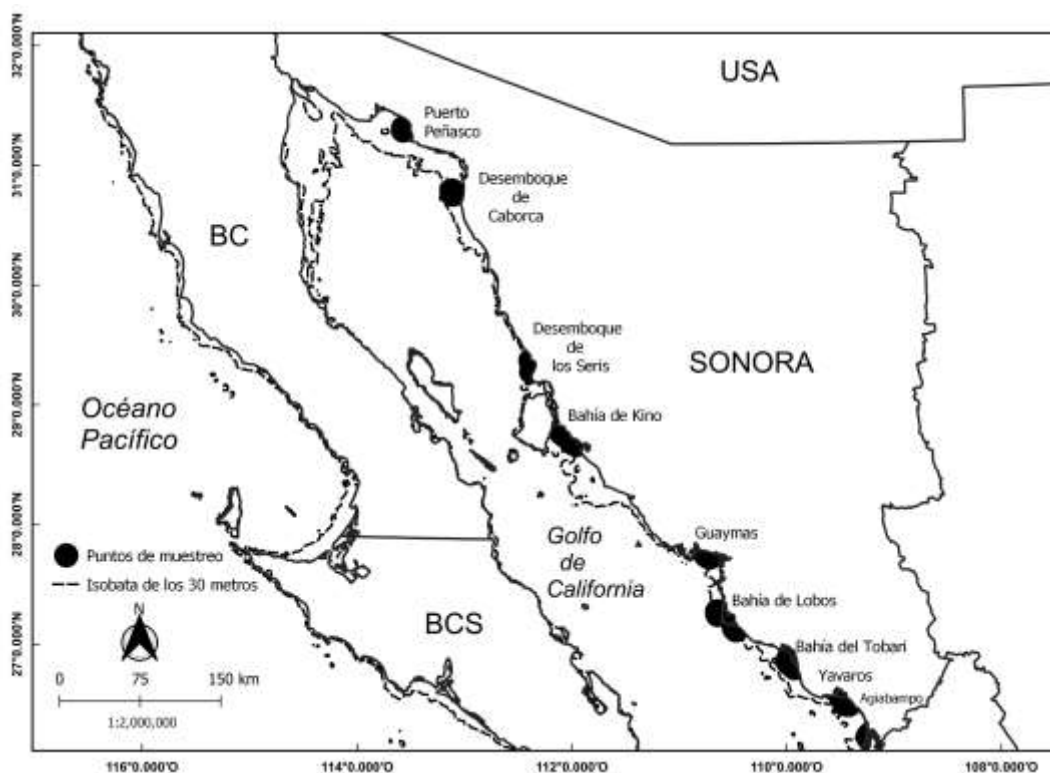 USA
Puerto
Peñasco
Desemboque
de
Caborca
BC
Desemboque
de
los Seris
SONORA
Bahía de Kino
Océano
Pacífico
Guaymas
Golfo
de
California
Puntos de muestreo
Isobata de los 30 metros
Bahía de Lobos
N
BCS
Bahía del Tobari
Yavaros
Agiabampo
0 75 150 km
1:2,000,000
32°0.000'N
31°0.000'N
30°0.000'N
29°0.000'N
28°0.000'N
27°0.000'N
116°0.000'O
114°0.000'O
112°0.000'O
110°0.000'O
108°0.000'O